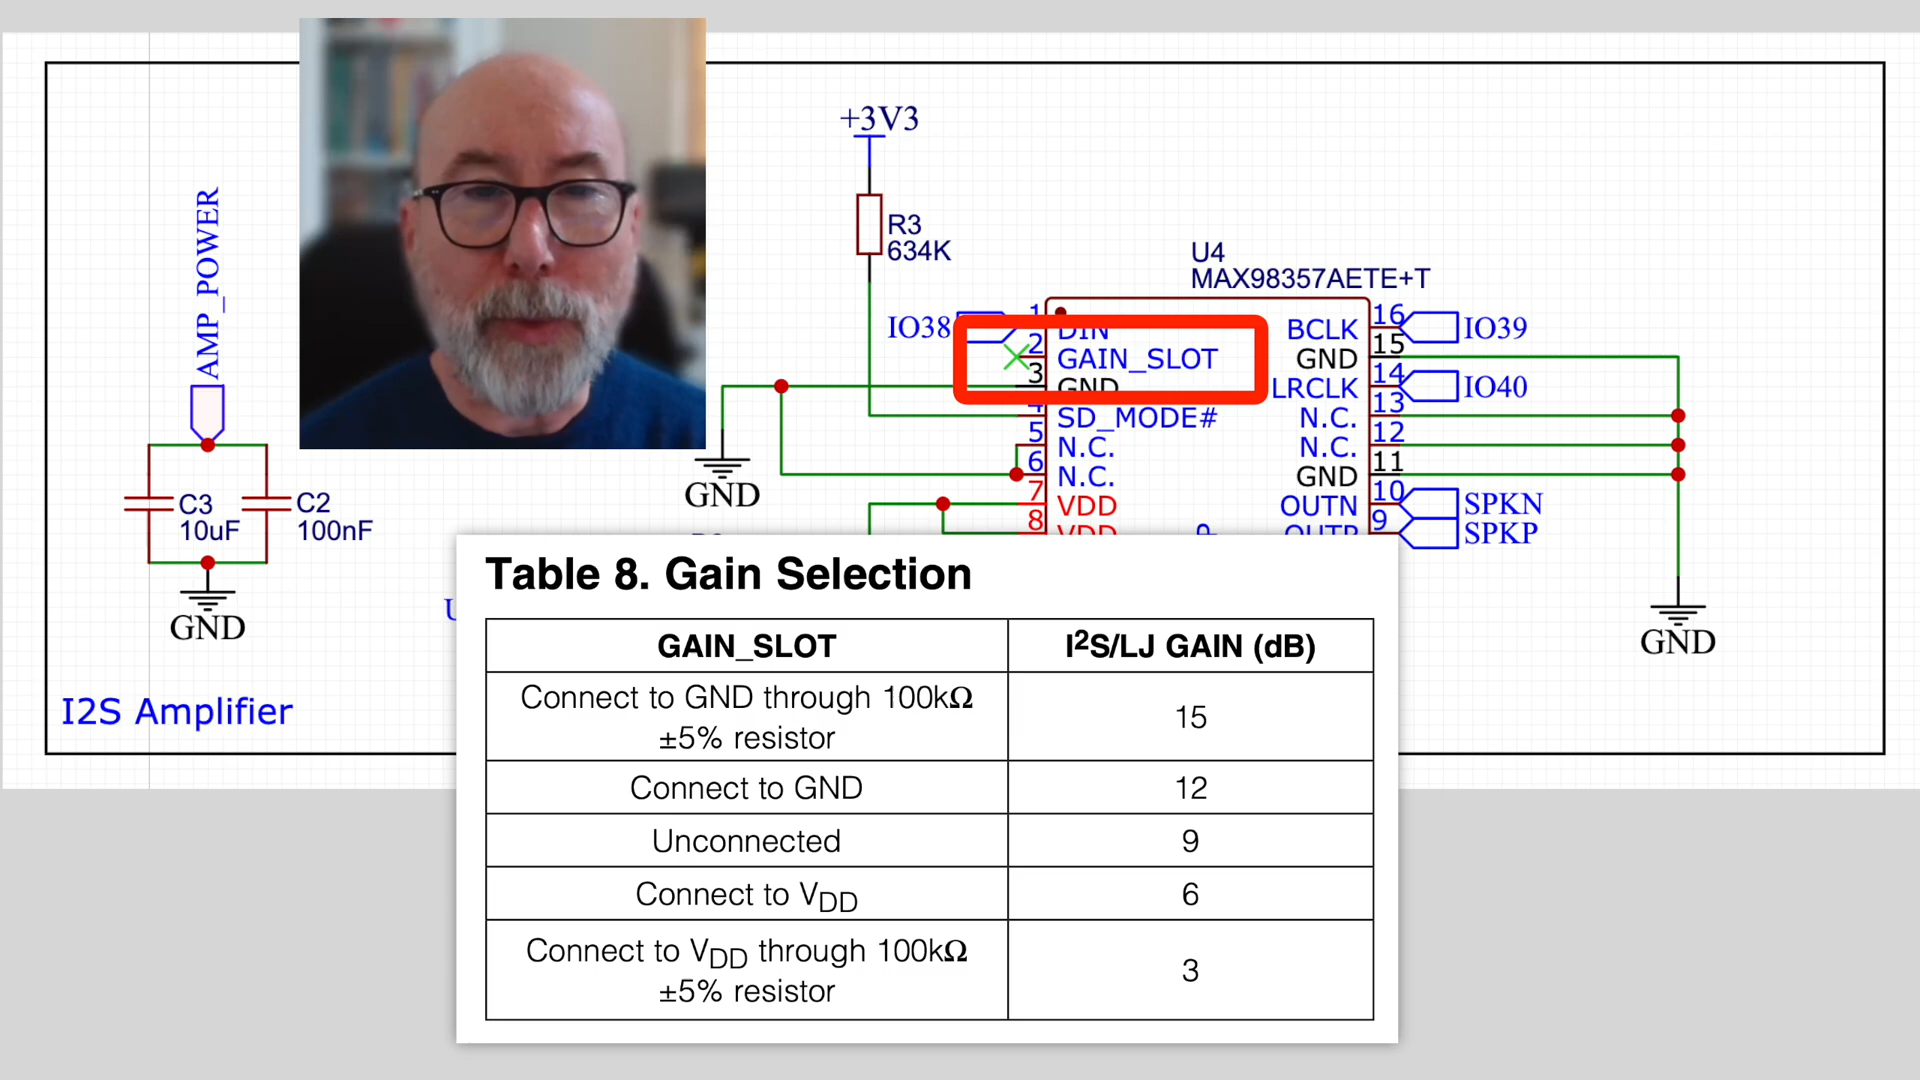 +3V3
AMP_POWER
R3
634K
U4
MAX98357AETE+T
IO38
1
2
3
5
6
7
8
DIN
GAIN_SLOT
GND
SD_MODE#
N.C.
N.C.
VDD
VDD
16
15
14
13
12
11
10
9
BCLK
GND
LRCLK
N.C.
N.C.
GND
OUTN
OUTP
IO39
IO40
SPKN
SPKP
GND
GND
C3
10uF
C2
100nF
GND
I2S Amplifier
Table 8. Gain Selection
GAIN_SLOT I²S/LJ GAIN (dB)
Connect to GND through 100kΩ
±5% resistor
15
Connect to GND 12
Unconnected 9
Connect to VDD 6
Connect to VDD through 100kΩ
±5% resistor
3